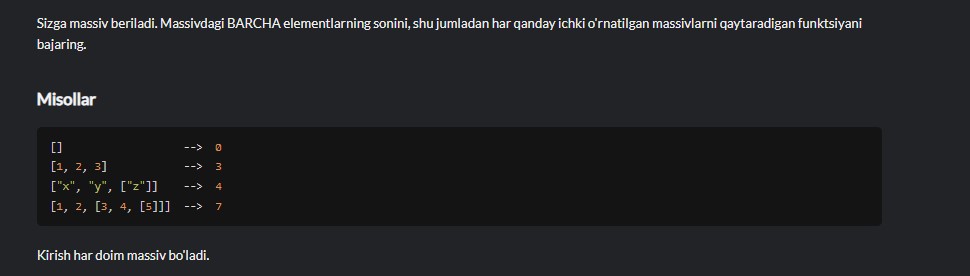 Sizga massiv beriladi. Massivdagi BARCHA elementlarning sonini, shu jumladan har qanday ichki o'rnatilgan massivlarni qaytaradigan funktsiyani
bajaring.
Misollar
[] --> 0
[1, 2, 3] --> 3
["x", "y", ["z"]] --> 4
[1, 2, [3, 4, [5]]] --> 7
Kirish har doim massiv bo'ladi.